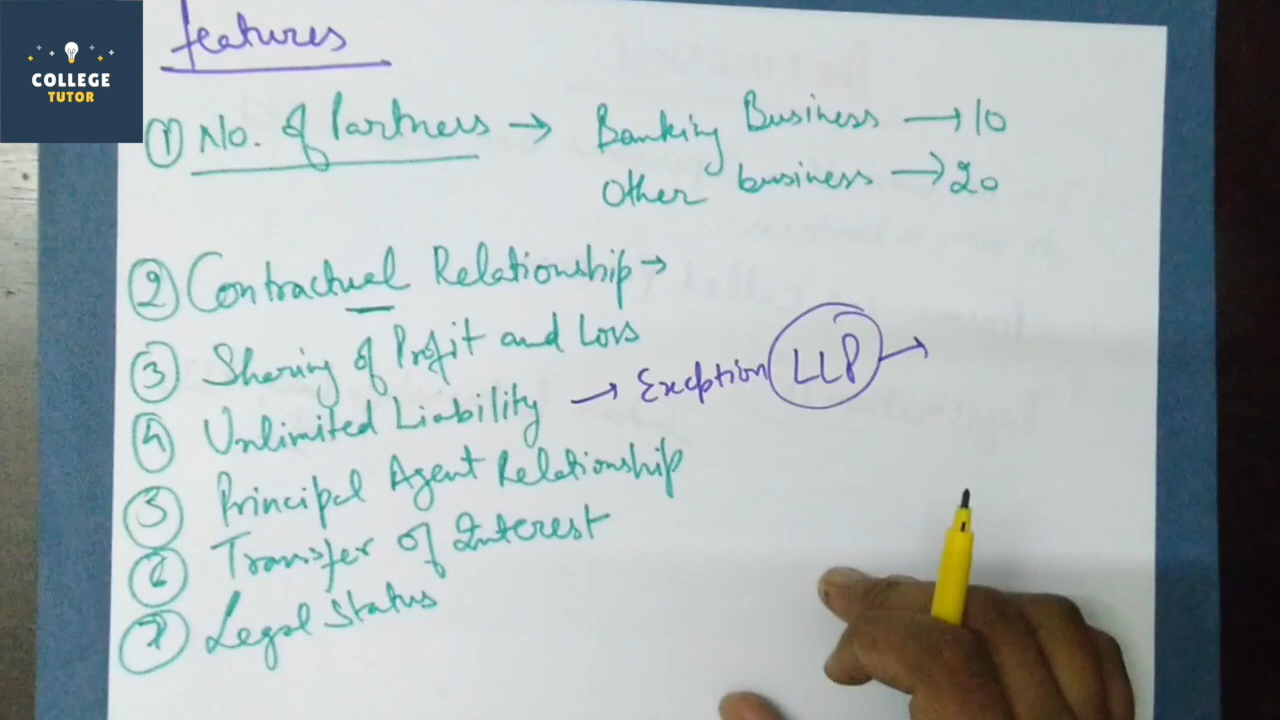 COLLEGE
TUTOR
features
① No. of Partners → Banking Business → 10
Other business → 20
② Contractual Relationship →
③ Sharing of Profit and Loss
④ Unlimited Liability → Exception LLP →
⑤ Principal Agent Relationship
⑥ Transfer of Interest
⑦ Legal Status